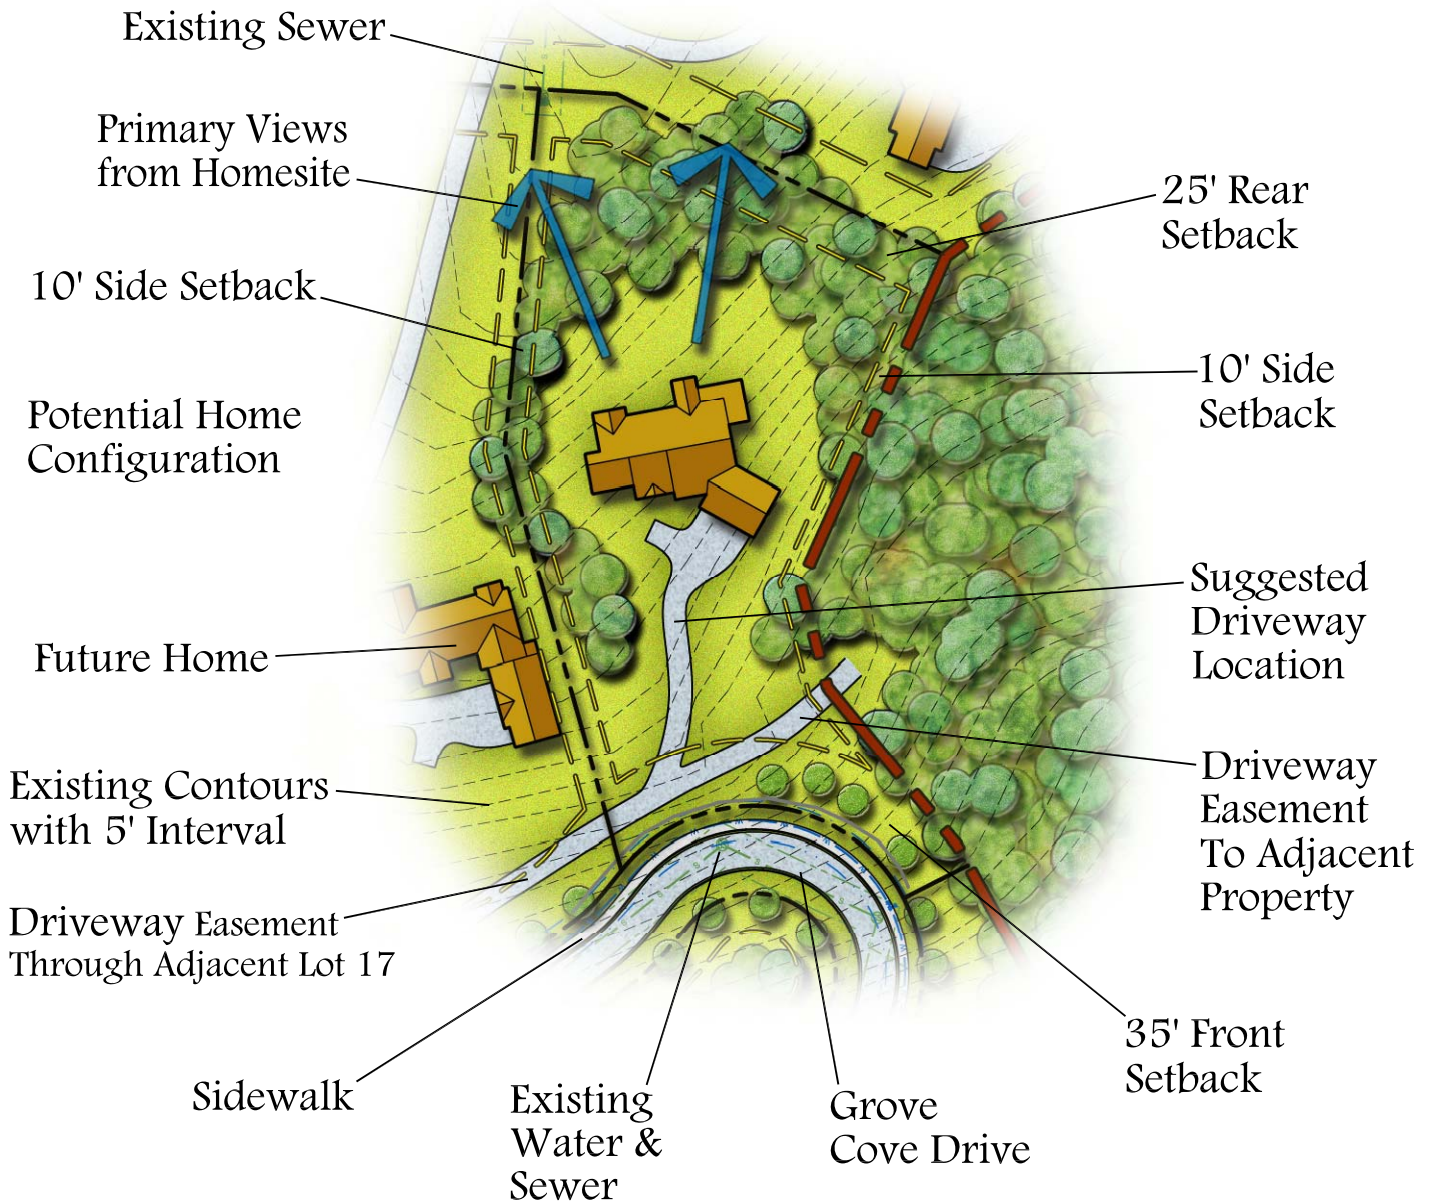 Existing Sewer
Primary Views
from Homesite
10' Side Setback
Potential Home
Configuration
Future Home
Existing Contours
with 5' Interval
Driveway Easement
Through Adjacent Lot 17
Sidewalk
Existing
Water &
Sewer
Grove
Cove Drive
25' Rear
Setback
10' Side
Setback
Suggested
Driveway
Location
Driveway
Easement
To Adjacent
Property
35' Front
Setback